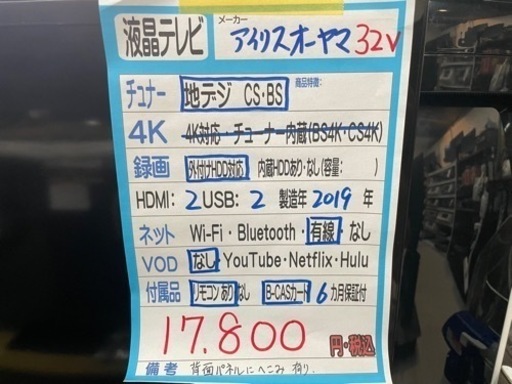 液晶テレビ メーカー アイリスオーヤマ 32V
チュナー 地デジ CS・BS 商品特徴:
4K 4K対応・チューナー内蔵(BS4K・CS4K)
録画 外付けHDD対応 内蔵HDDあり・なし(容量: )
HDMI: 2 USB: 2 製造年 2019 年
ネット Wi-Fi・Bluetooth・有線・なし
VOD なし・YouTube・Netflix・Hulu
付属品 リモコンあり・なし B-CASカード 6カ月保証付
17.800 円・税込
備考 背面パネルにへこみ有り.